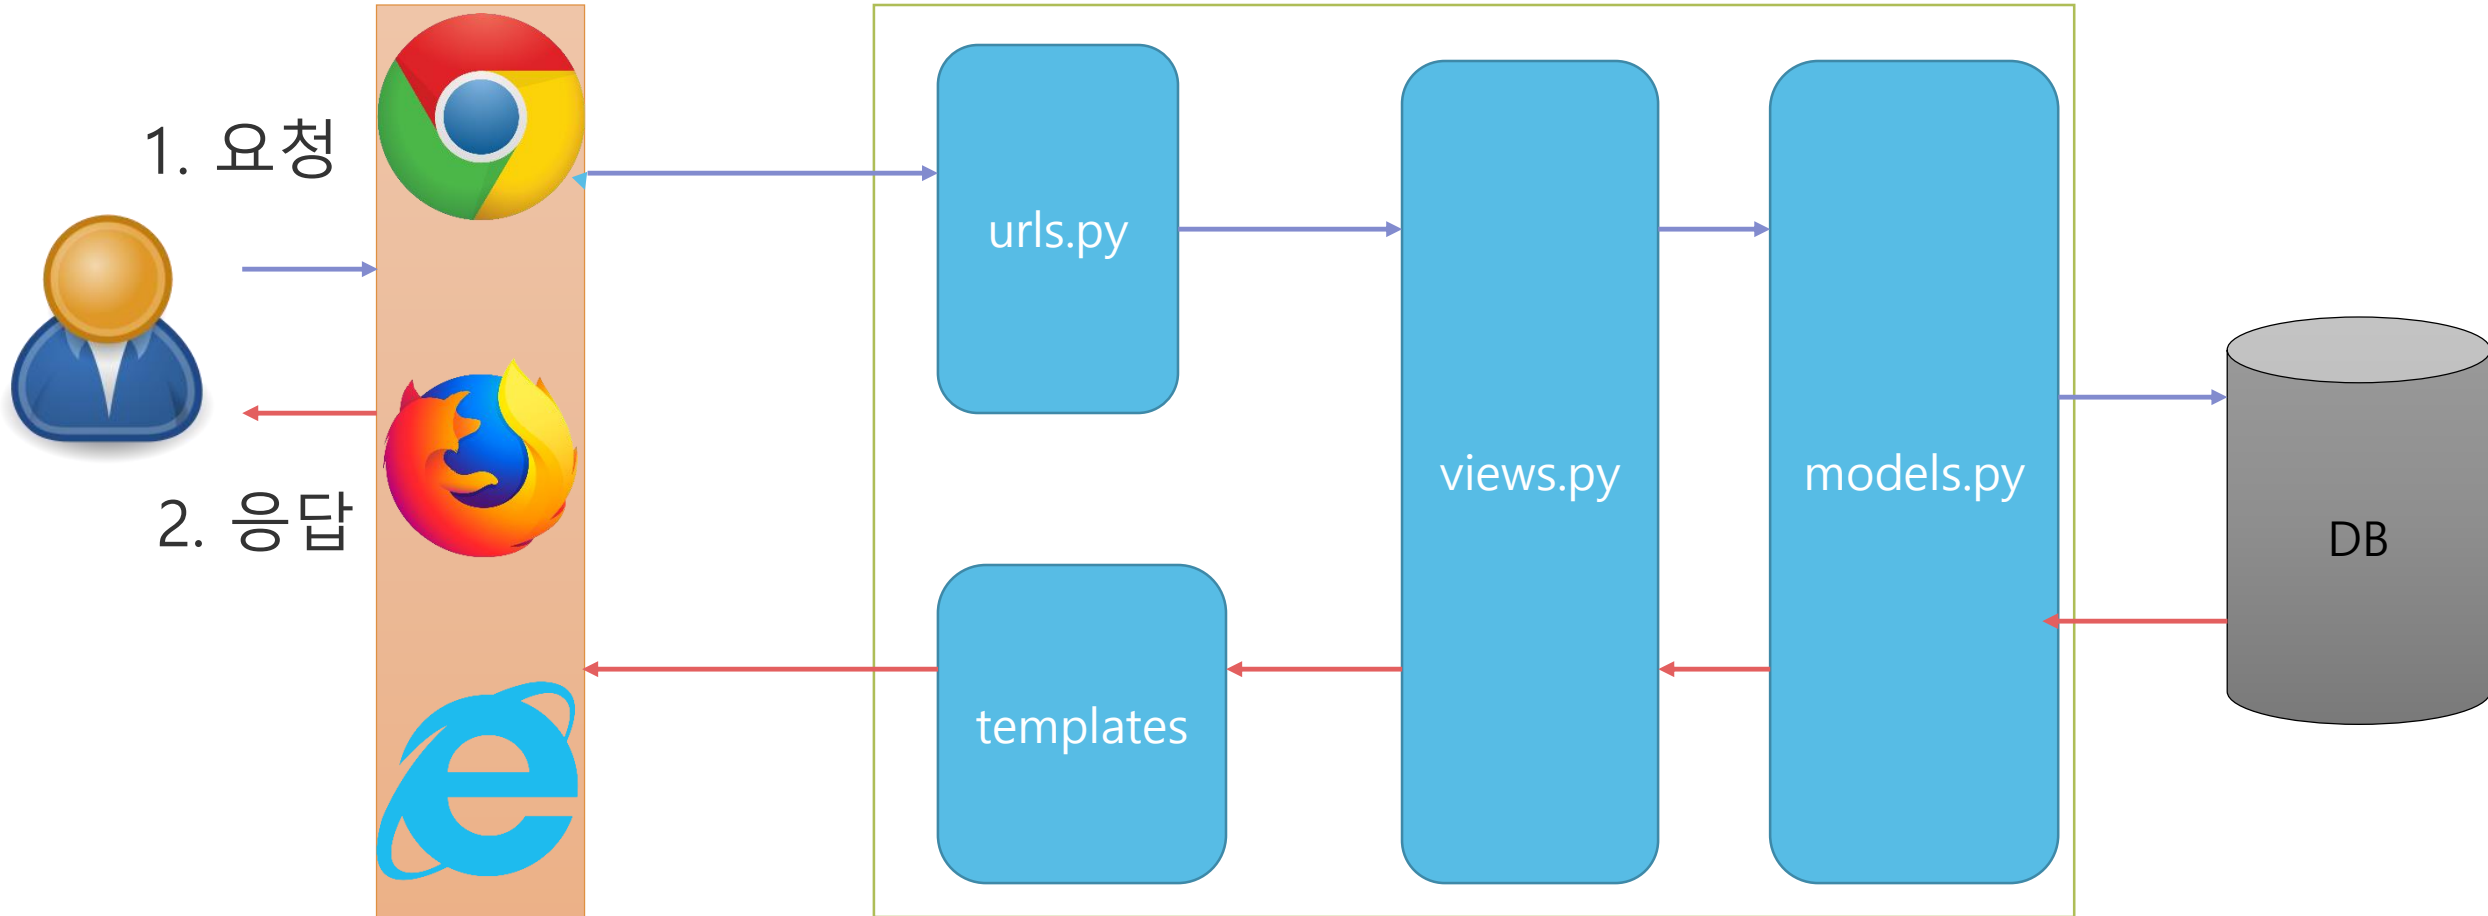 1. 요청
2. 응답
urls.py
views.py
models.py
templates
DB